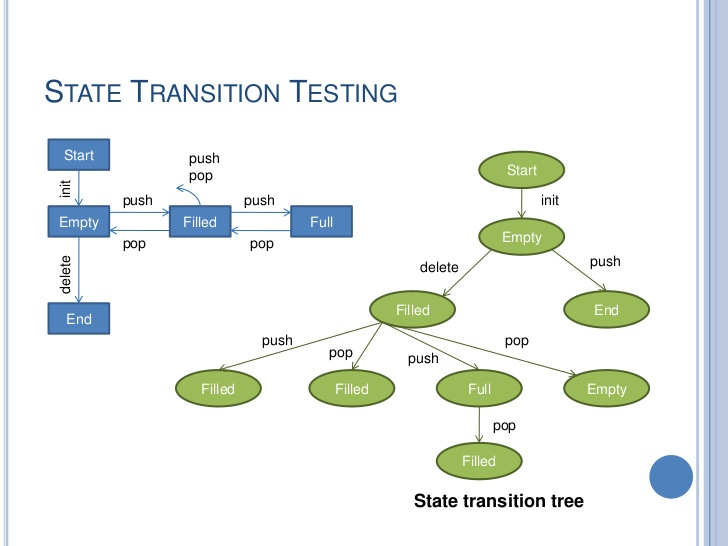 STATE TRANSITION TESTING
Start
push
pop
init
push
push
Empty
Filled
Full
pop
pop
delete
End
Start
init
Empty
delete
push
Filled
End
push
pop
push
pop
Filled
Filled
Full
Empty
pop
Filled
State transition tree